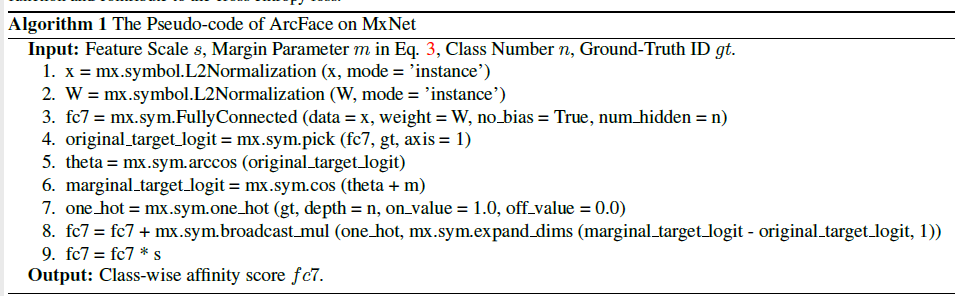 Algorithm 1 The Pseudo-code of ArcFace on MxNet
Input: Feature Scale s, Margin Parameter m in Eq. 3, Class Number n, Ground-Truth ID gt.
1. x = mx.symbol.L2Normalization (x, mode = 'instance')
2. W = mx.symbol.L2Normalization (W, mode = 'instance')
3. fc7 = mx.sym.FullyConnected (data = x, weight = W, no_bias = True, num_hidden = n)
4. original_target_logit = mx.sym.pick (fc7, gt, axis = 1)
5. theta = mx.sym.arccos (original_target_logit)
6. marginal_target_logit = mx.sym.cos (theta + m)
7. one_hot = mx.sym.one_hot (gt, depth = n, on_value = 1.0, off_value = 0.0)
8. fc7 = fc7 + mx.sym.broadcast_mul (one_hot, mx.sym.expand_dims (marginal_target_logit - original_target_logit, 1))
9. fc7 = fc7 * s
Output: Class-wise affinity score fc7.